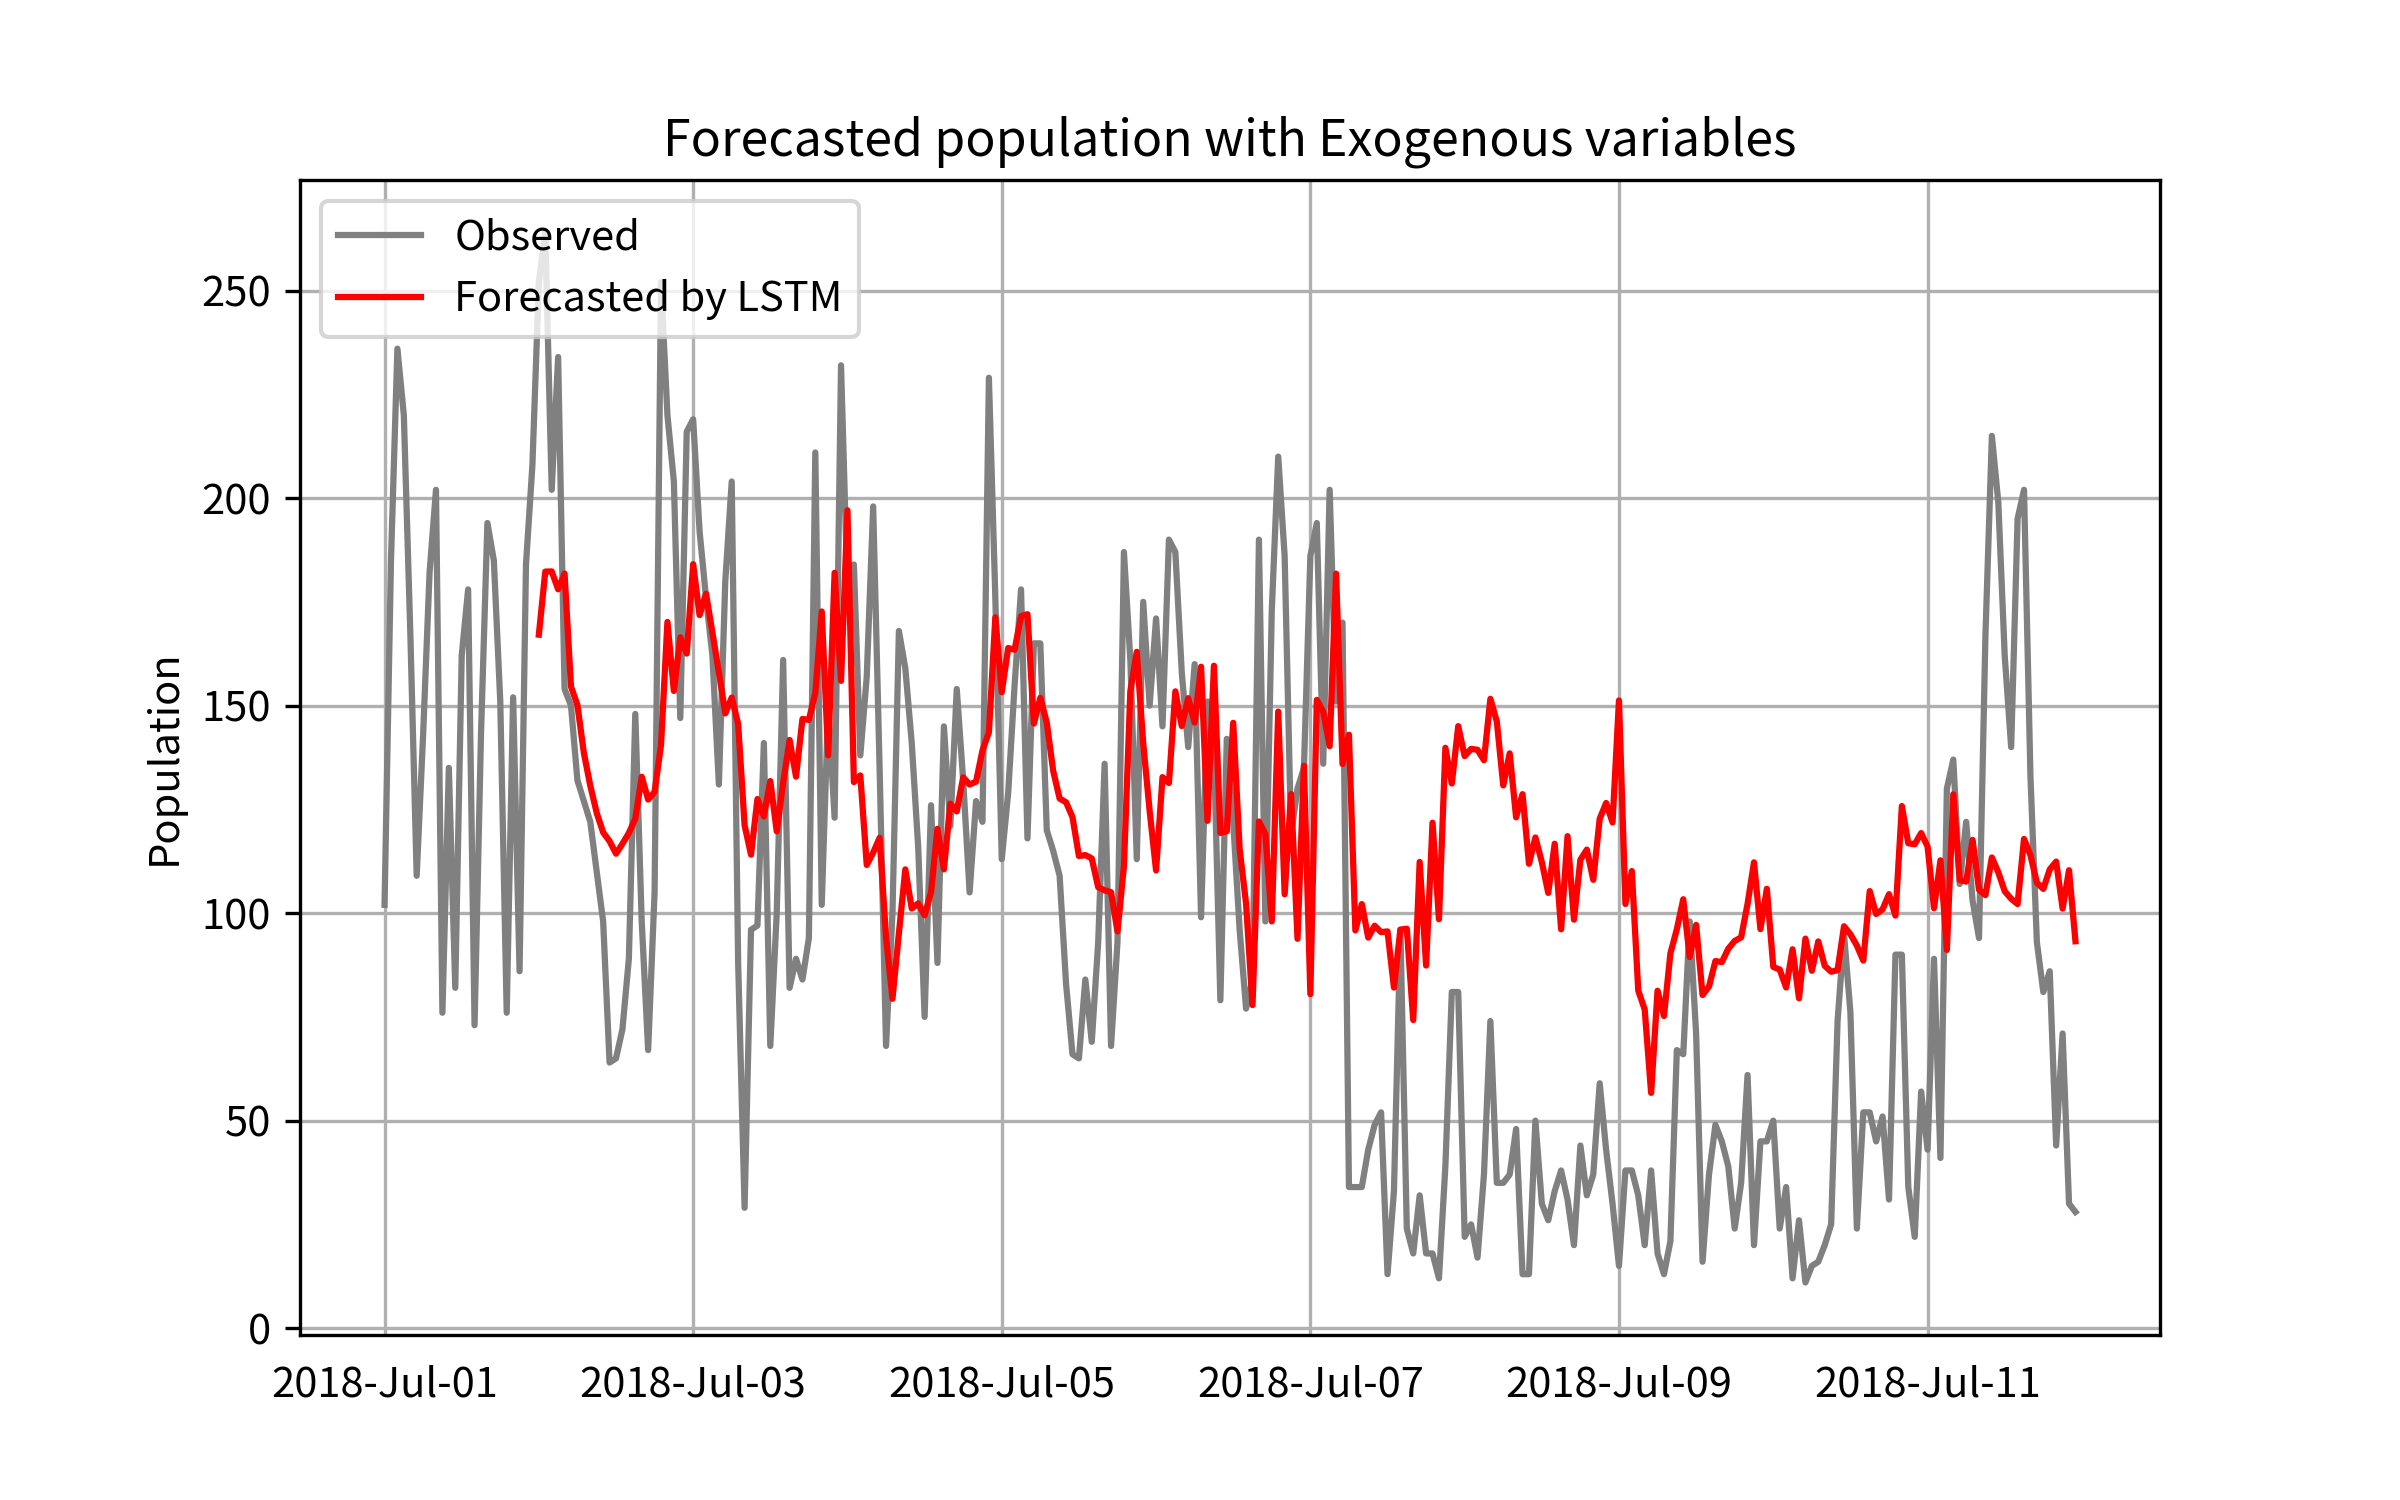 Forecasted population with Exogenous variables
Observed
Forecasted by LSTM
Population
250
200
150
100
50
0
2018-Jul-01
2018-Jul-03
2018-Jul-05
2018-Jul-07
2018-Jul-09
2018-Jul-11